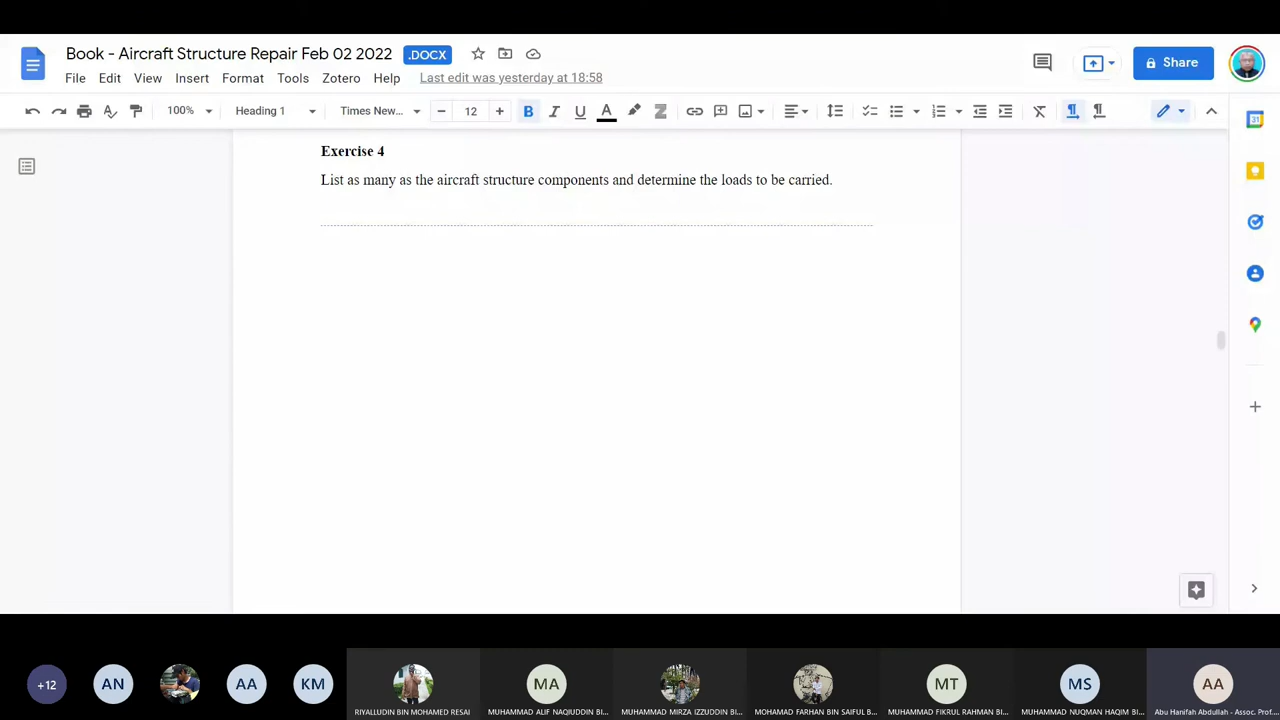 Book - Aircraft Structure Repair Feb 02 2022 .DOCX
Share
File Edit View Insert Format Tools Zotero Help Last edit was yesterday at 18:58
100% Heading 1 Times New... 12 B I U A
31
Exercise 4
List as many as the aircraft structure components and determine the loads to be carried.
+12 AN AA KM MA MT MS AA
RIYALLUDIN BIN MOHAMED RESAI MUHAMMAD ALIF NAQIUDDIN BI... MUHAMMAD MIRZA IZZUDDIN BI... MOHAMAD FARHAN BIN SAIFUL B... MUHAMMAD FIKRUL RAHMAN BI... MUHAMMAD NUQMAN HAQIM BI... Abu Hanifah Abdullah - Assoc. Prof...